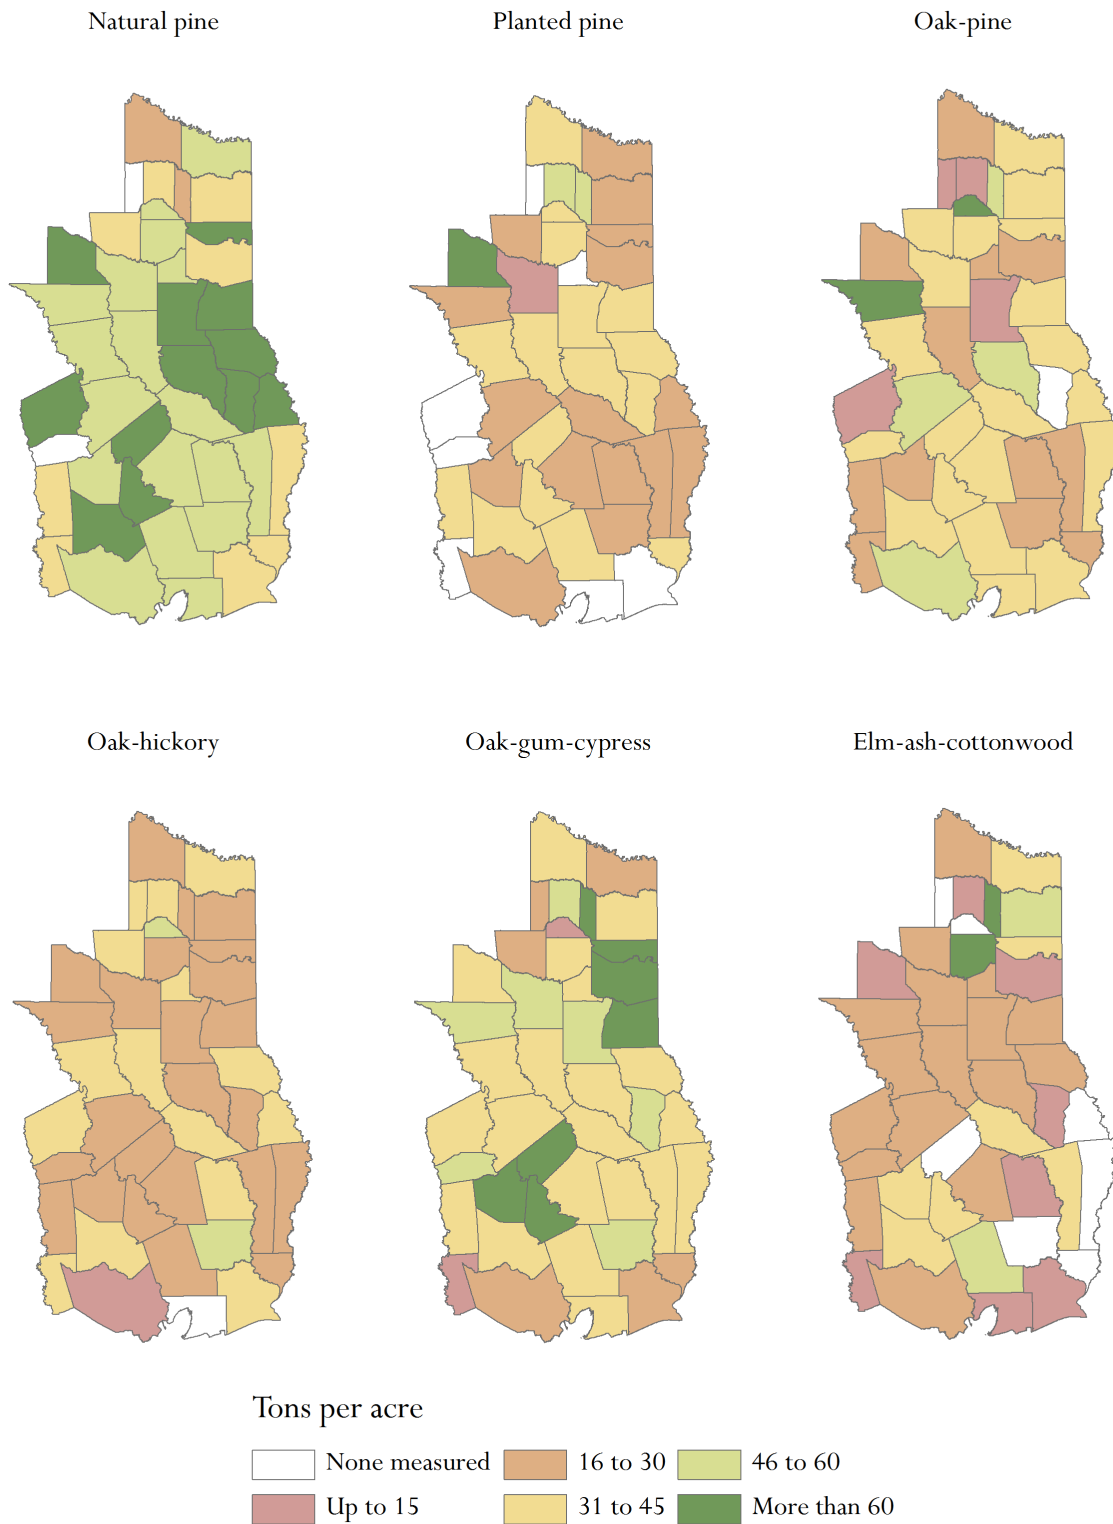 Natural pine
Planted pine
Oak-pine
Oak-hickory
Oak-gum-cypress
Elm-ash-cottonwood
Tons per acre
None measured
16 to 30
46 to 60
Up to 15
31 to 45
More than 60